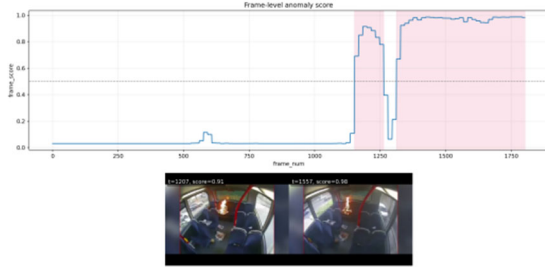 Frame-level anomaly score
1.0
0.8
0.6
0.4
0.2
0.0
frame_score
0 250 500 750 1000 1250 1500 1750
frame_num
t=1207, score=0.91 t=1557, score=0.98